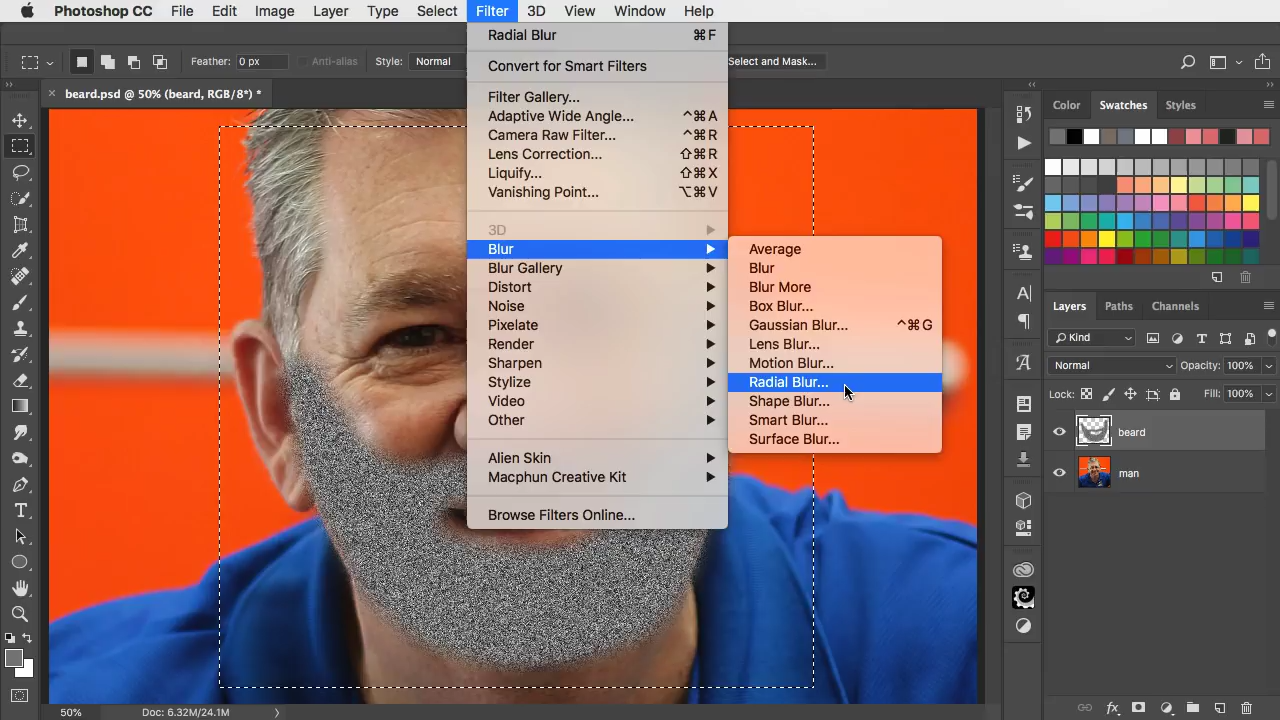 Photoshop CC File Edit Image Layer Type Select Filter 3D View Window Help
Feather: 0 px Anti-alias Style: Normal Select and Mask...
× beard.psd @ 50% (beard, RGB/8*) *
Radial Blur ⌘F
Convert for Smart Filters
Filter Gallery...
Adaptive Wide Angle... ^⌘A
Camera Raw Filter... ^⌘R
Lens Correction... ⇧⌘R
Liquify... ⇧⌘X
Vanishing Point... ⌥⌘V
3D
Blur
Blur Gallery
Distort
Noise
Pixelate
Render
Sharpen
Stylize
Video
Other
Alien Skin
Macphun Creative Kit
Browse Filters Online...
Average
Blur
Blur More
Box Blur...
Gaussian Blur... ^⌘G
Lens Blur...
Motion Blur...
Radial Blur...
Shape Blur...
Smart Blur...
Surface Blur...
Color Swatches Styles
Layers Paths Channels
Kind
Normal Opacity: 100%
Lock: Fill: 100%
beard
man
50% Doc: 6.32M/24.1M